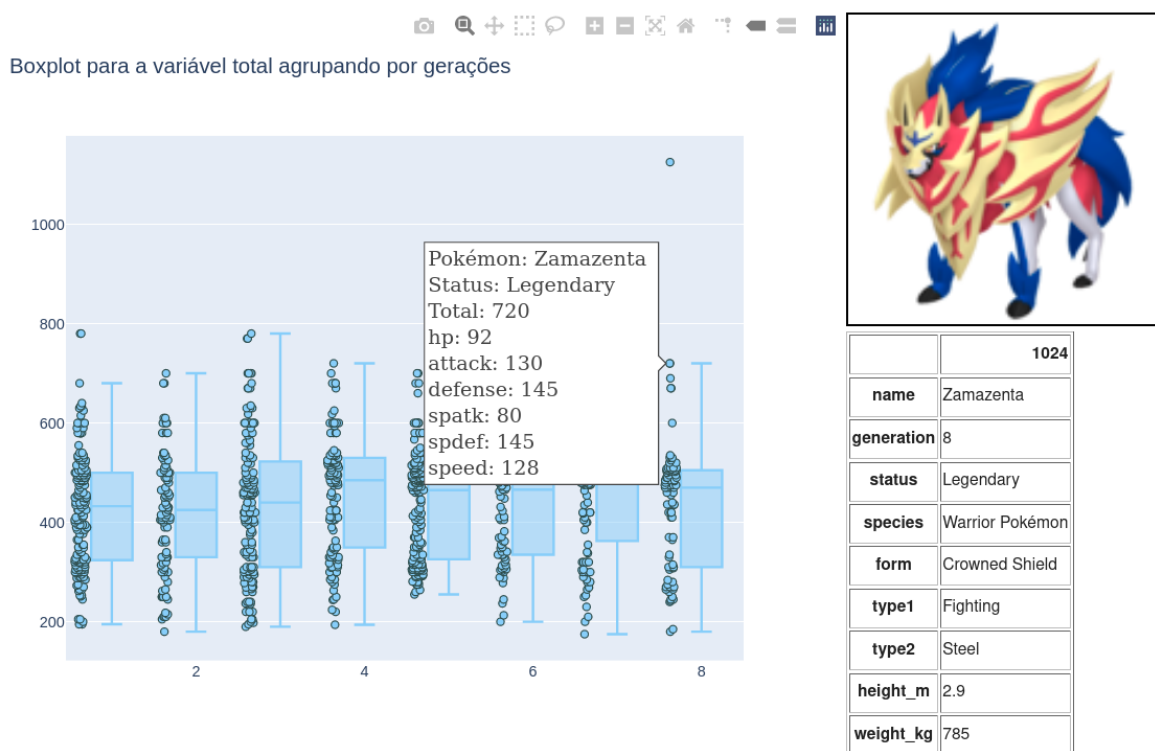 Boxplot para a variável total agrupando por gerações
1000
800
600
400
200
2
4
6
8
Pokémon: Zamazenta
Status: Legendary
Total: 720
hp: 92
attack: 130
defense: 145
spatk: 80
spdef: 145
speed: 128
1024
name Zamazenta
generation 8
status Legendary
species Warrior Pokémon
form Crowned Shield
type1 Fighting
type2 Steel
height_m 2.9
weight_kg 785